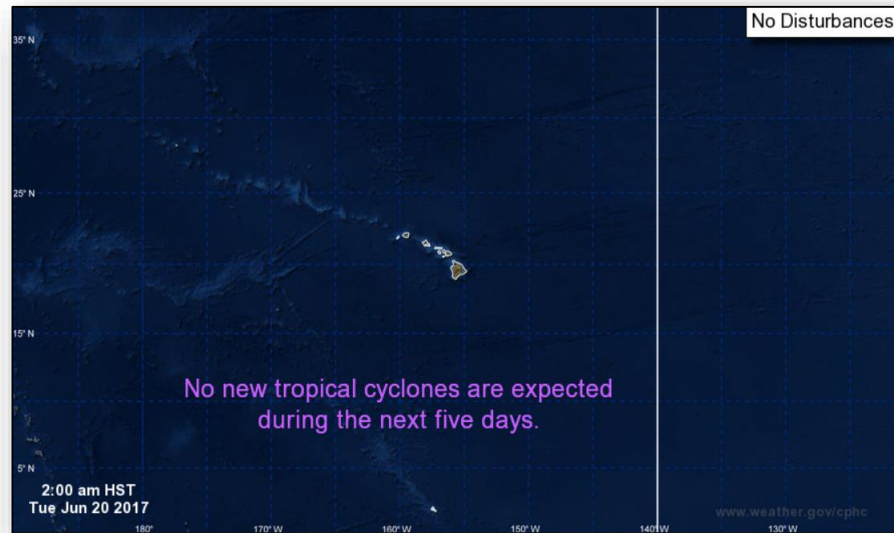 No Disturbances
35° N
25° N
15° N
No new tropical cyclones are expected
during the next five days.
5° N
2:00 am HST
Tue Jun 20 2017
www.weather.gov/cphc
180°
170° W
160° W
150° W
140°W
130° W